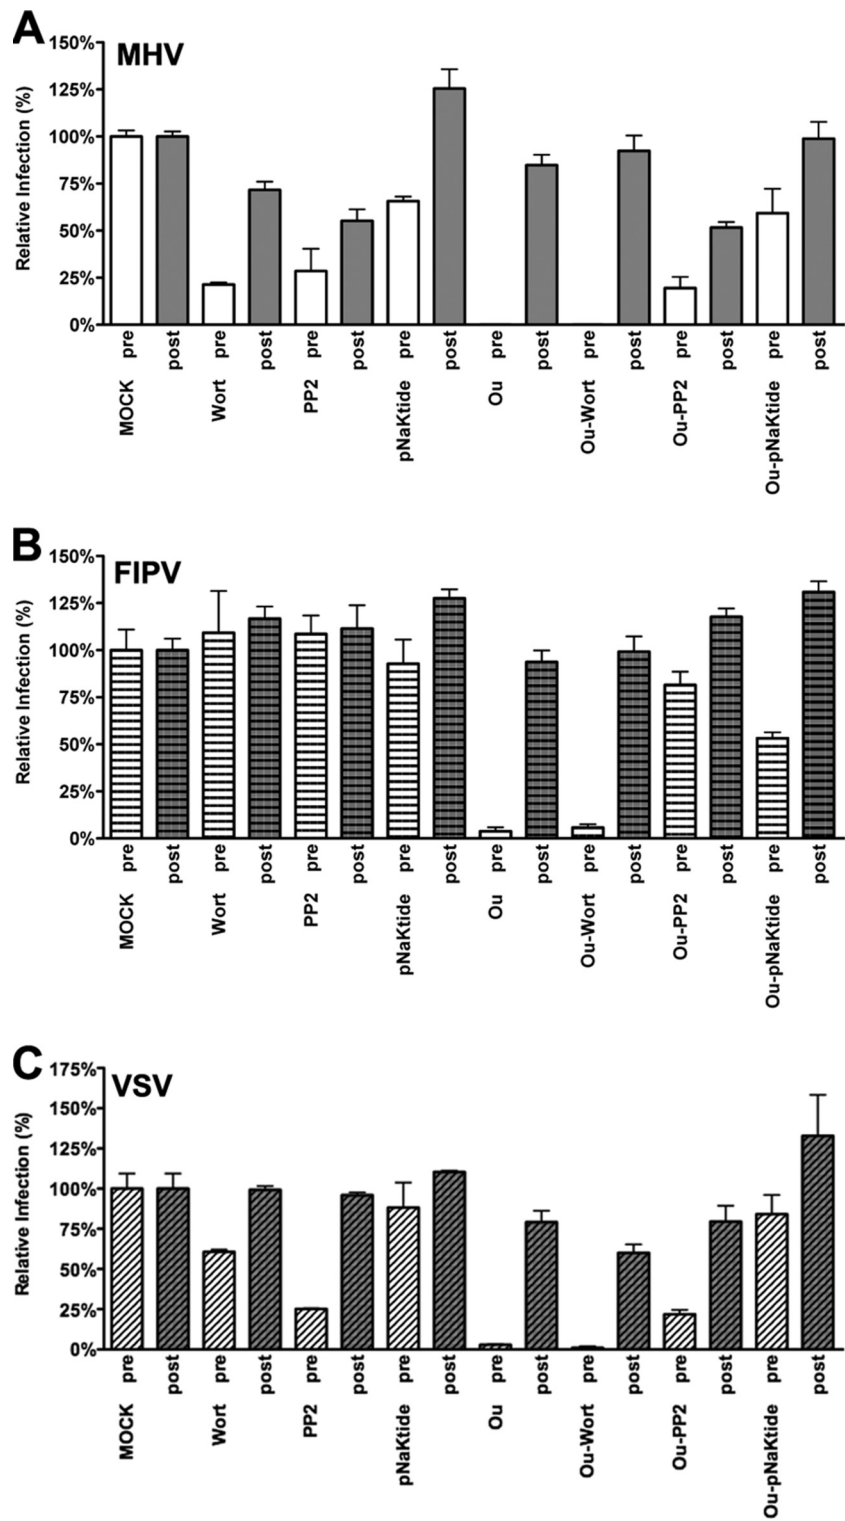 A
MHV
Relative Infection (%)
150%
125%
100%
75%
50%
25%
0%
pre post pre post pre post pre post pre post pre post pre post pre post
MOCK Wort PP2 pNaKtide Ou Ou-Wort Ou-PP2 Ou-pNaKtide
B
FIPV
Relative Infection (%)
150%
125%
100%
75%
50%
25%
0%
pre post pre post pre post pre post pre post pre post pre post pre post
MOCK Wort PP2 pNaKtide Ou Ou-Wort Ou-PP2 Ou-pNaKtide
C
VSV
Relative Infection (%)
175%
150%
125%
100%
75%
50%
25%
0%
pre post pre post pre post pre post pre post pre post pre post pre post
MOCK Wort PP2 pNaKtide Ou Ou-Wort Ou-PP2 Ou-pNaKtide